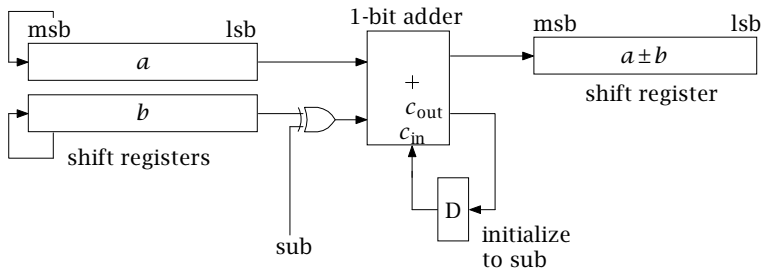 1-bit adder
msb
lsb
msb
lsb
a
a ± b
+
shift register
b
c_out
c_in
shift registers
D
sub
initialize
to sub